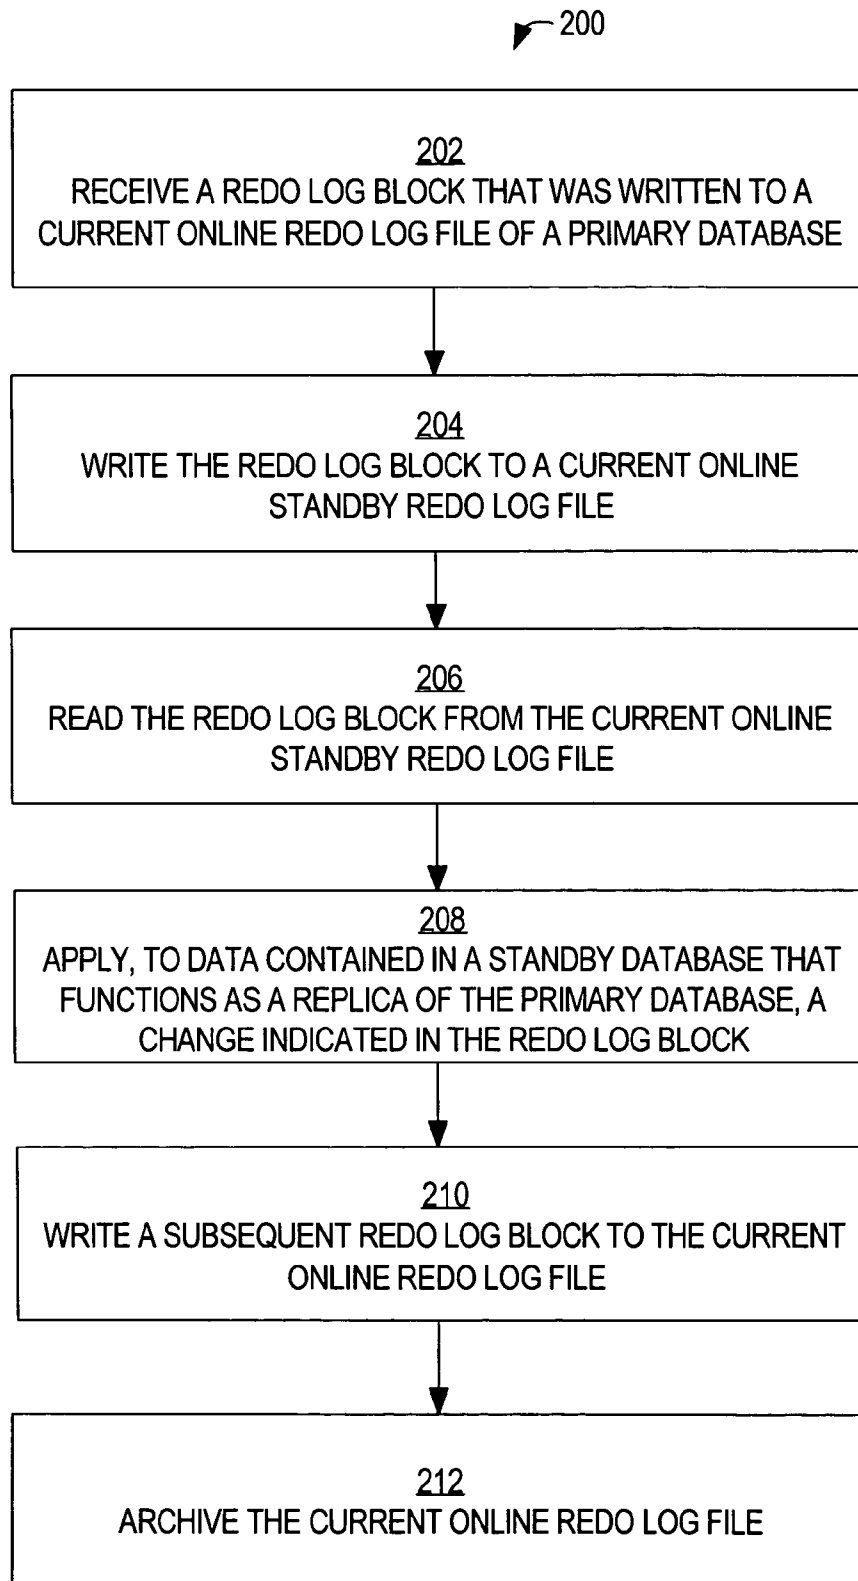 200
202
RECEIVE A REDO LOG BLOCK THAT WAS WRITTEN TO A
CURRENT ONLINE REDO LOG FILE OF A PRIMARY DATABASE
204
WRITE THE REDO LOG BLOCK TO A CURRENT ONLINE
STANDBY REDO LOG FILE
206
READ THE REDO LOG BLOCK FROM THE CURRENT ONLINE
STANDBY REDO LOG FILE
208
APPLY, TO DATA CONTAINED IN A STANDBY DATABASE THAT
FUNCTIONS AS A REPLICA OF THE PRIMARY DATABASE, A
CHANGE INDICATED IN THE REDO LOG BLOCK
210
WRITE A SUBSEQUENT REDO LOG BLOCK TO THE CURRENT
ONLINE REDO LOG FILE
212
ARCHIVE THE CURRENT ONLINE REDO LOG FILE